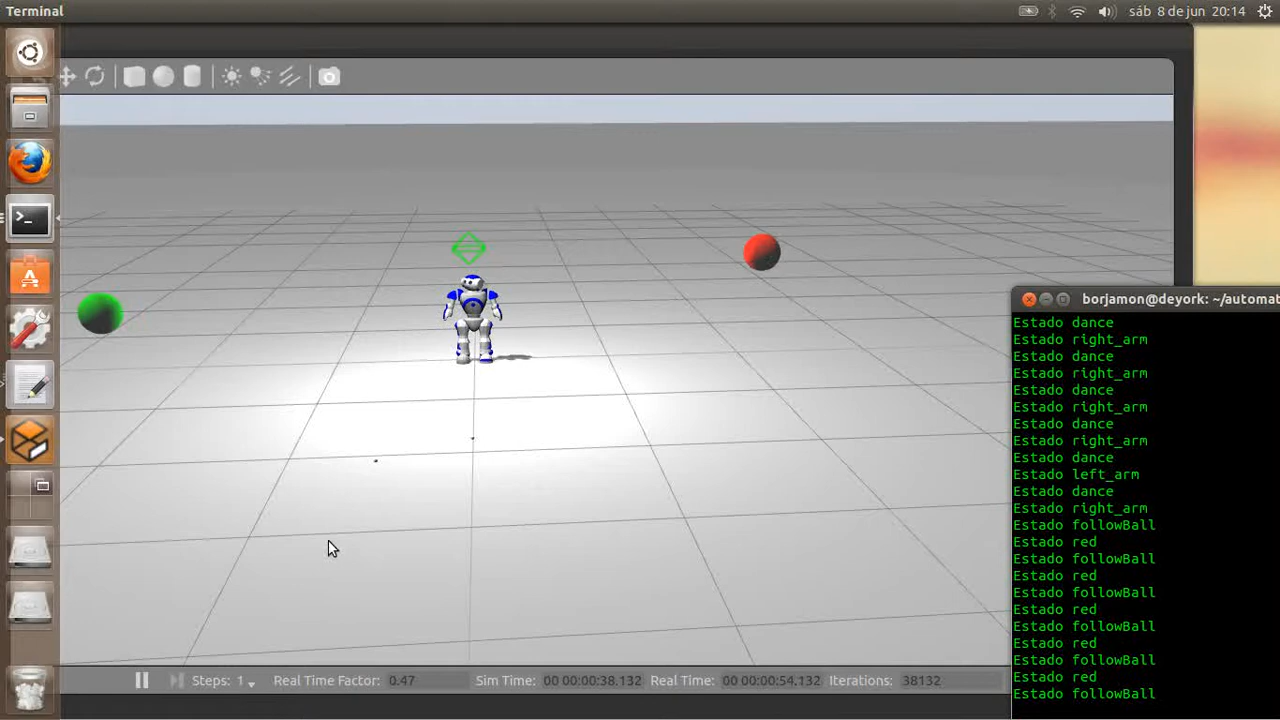 Terminal
sáb 8 de jun 20:14
borjamon@deyork: ~/automat
Estado dance
Estado right_arm
Estado dance
Estado right_arm
Estado dance
Estado right_arm
Estado dance
Estado right_arm
Estado dance
Estado left_arm
Estado dance
Estado right_arm
Estado followBall
Estado red
Estado followBall
Estado red
Estado followBall
Estado red
Estado followBall
Estado red
Estado followBall
Estado red
Estado followBall
Steps: 1 Real Time Factor: 0.47 Sim Time: 00 00:00:38.132 Real Time: 00 00:00:54.132 Iterations: 38132